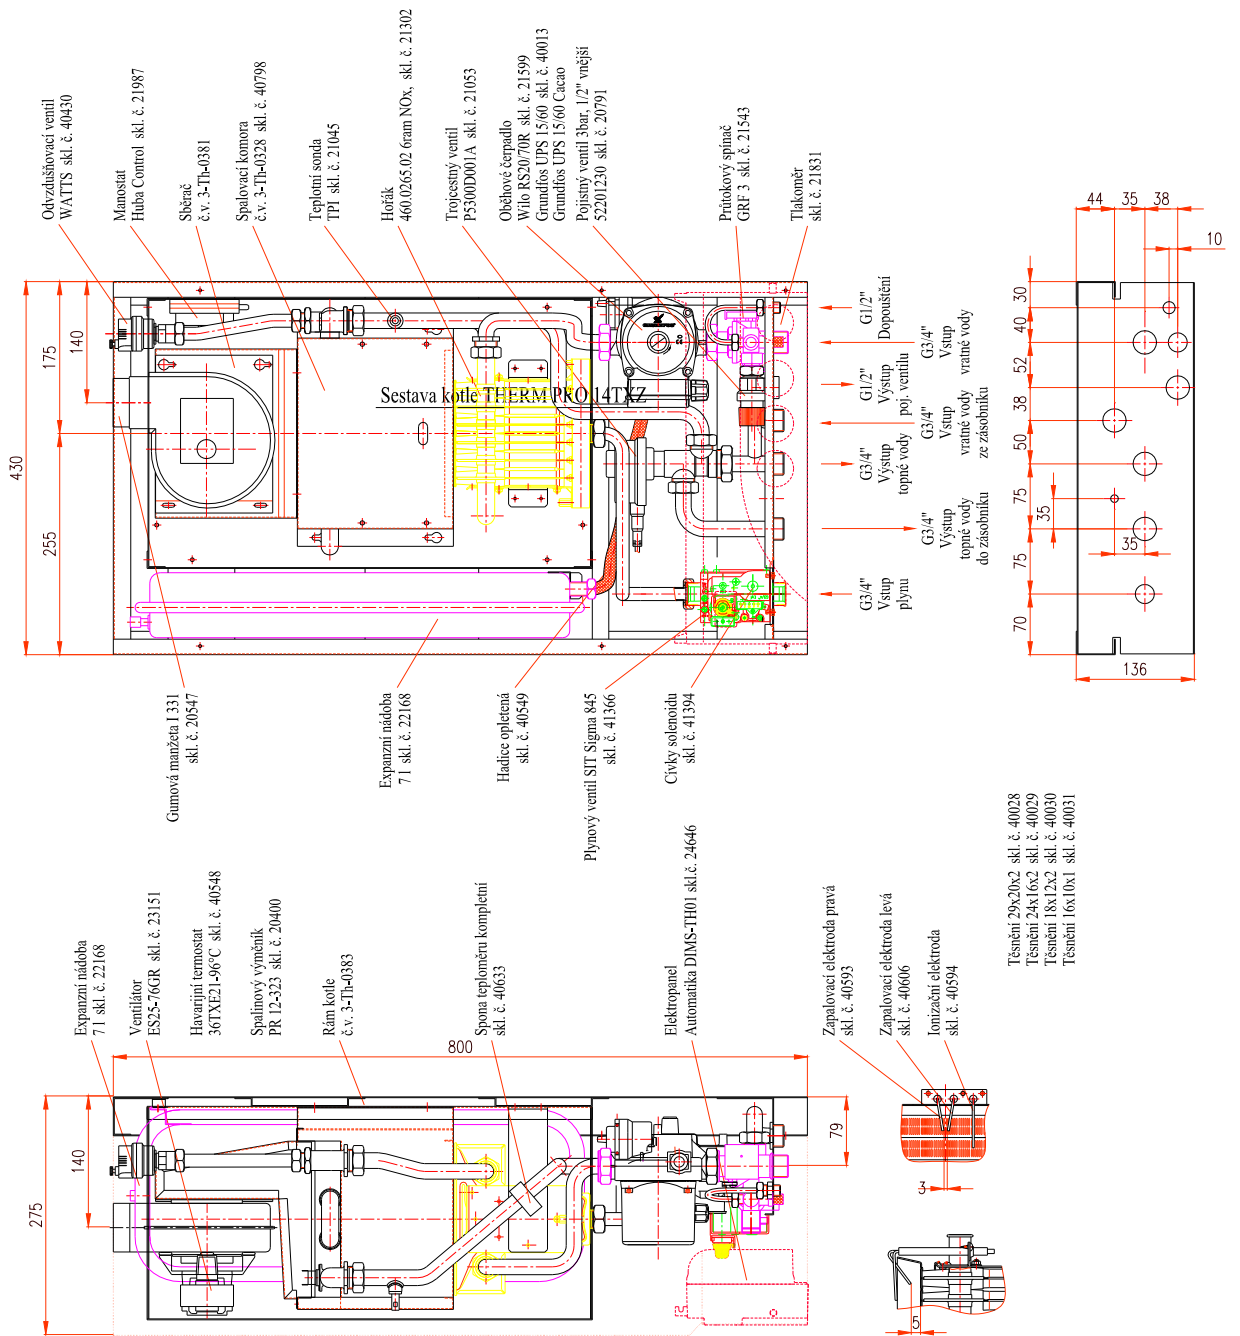 Odvzdušňovací ventil
WATTS skl. č. 40430
Manostat
Huba Control skl. č. 21987
Sběrač
č.v. 3-Th-0381
Spalovací komora
č.v. 3-Th-0328 skl. č. 40798
Teplotní sonda
TPI skl. č. 21045
Hořák
460.0265.02 6ram NOx, skl. č. 21302
Trojcestný ventil
P5300D001A skl. č. 21053
Oběhové čerpadlo
Wilo RS20/70R skl. č. 21599
Grundfos UPS 15/60 skl. č. 40013
Grundfos UPS 15/60 Cacao
Pojistný ventil 3bar, 1/2" vnější
52201230 skl. č. 20791
Průtokový spínač
GRF 3 skl. č. 21543
Tlakoměr
skl. č. 21831
430
175
255
140
Sestava kotle THERM PRO 14TXZ
G1/2"
Dopouštění
G3/4"
Vstup
vratné vody
G1/2"
Výstup
poj. ventilu
G3/4"
Vstup
vratné vody
ze zásobníku
G3/4"
Výstup
topné vody
G3/4"
Výstup
topné vody
do zásobníku
G3/4"
Vstup
plynu
44
35
38
10
30
40
52
38
50
75
35
75
35
70
136
Gumová manžeta I 331
skl. č. 20547
Expanzní nádoba
7 l skl. č. 22168
Hadice opletená
skl. č. 40549
Plynový ventil SIT Sigma 845
skl. č. 41366
Cívky solenoidu
skl. č. 41394
Expanzní nádoba
7 l skl. č. 22168
Ventilátor
ES25-76GR skl. č. 23151
Havarijní termostat
36TXE21-96°C skl. č. 40548
Spalinový výměník
PR 12-323 skl. č. 20400
Rám kotle
č.v. 3-Th-0383
Spona teploměru kompletní
skl. č. 40633
Elektropanel
Automatika DIMS-TH01 skl.č. 24646
Zapalovací elektroda pravá
skl. č. 40593
Zapalovací elektroda levá
skl. č. 40606
Ionizační elektroda
skl. č. 40594
Těsnění 29x20x2 skl. č. 40028
Těsnění 24x16x2 skl. č. 40029
Těsnění 18x12x2 skl. č. 40030
Těsnění 16x10x1 skl. č. 40031
800
275
140
79
3
5